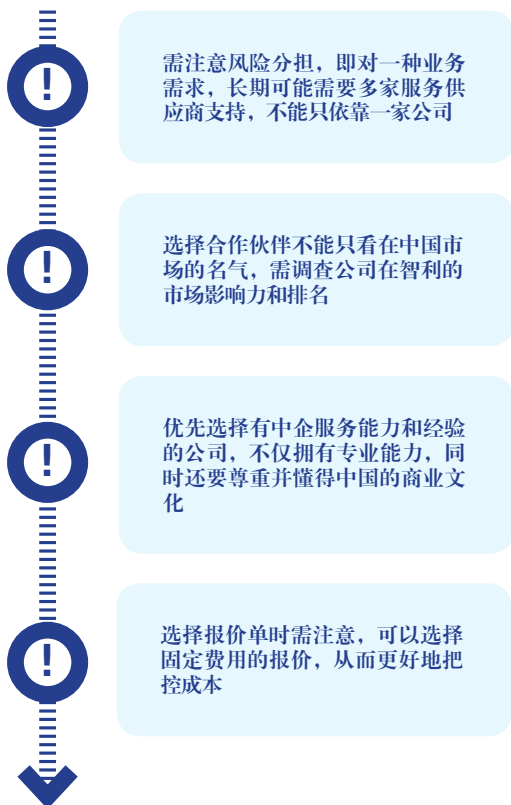 !
需注意风险分担，即对一种业务
需求，长期可能需要多家服务供
应商支持，不能只依靠一家公司
!
选择合作伙伴不能只看在中国市
场的名气，需调查公司在智利的
市场影响力和排名
!
优先选择有中企服务能力和经验
的公司，不仅拥有专业能力，同
时还要尊重并懂得中国的商业文
化
!
选择报价单时需注意，可以选择
固定费用的报价，从而更好地把
控成本